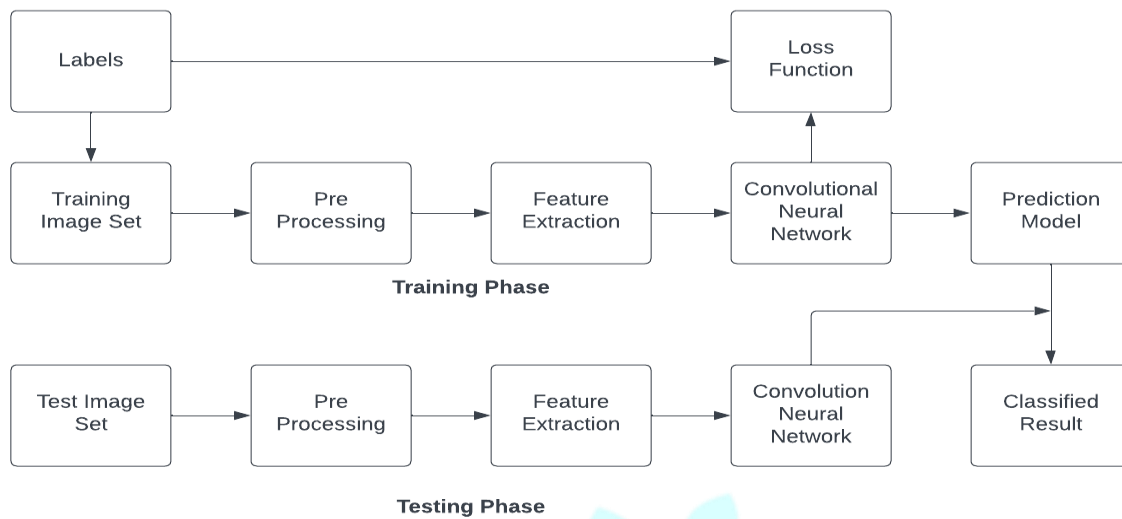 Labels
Loss
Function
Training
Image Set
Pre
Processing
Feature
Extraction
Convolutional
Neural
Network
Prediction
Model
Training Phase
Test Image
Set
Pre
Processing
Feature
Extraction
Convolution
Neural
Network
Classified
Result
Testing Phase